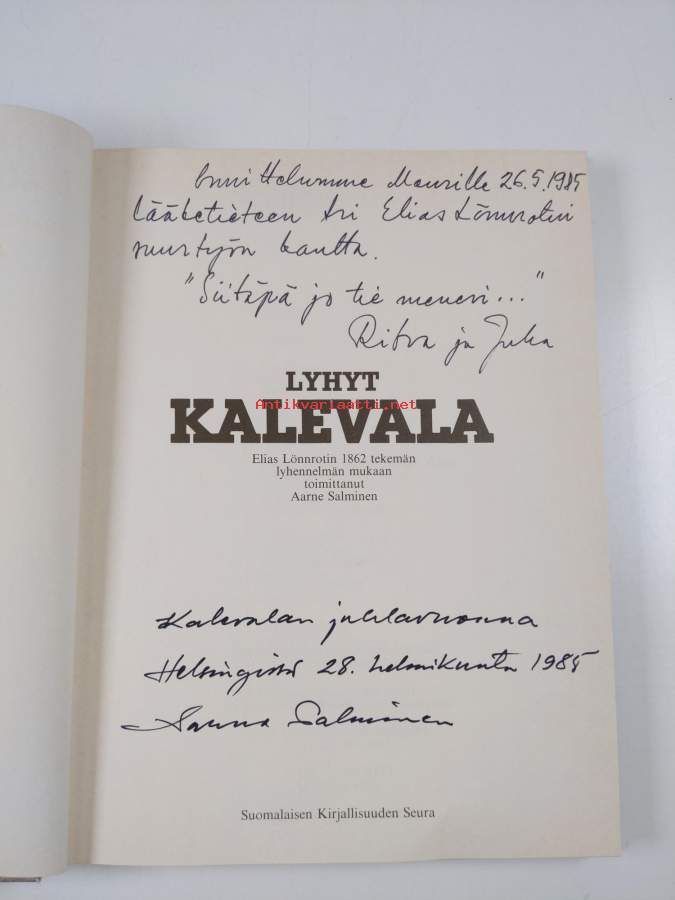 Onnittelumme Maurille 26.5.1985
Lääketieteen tri Elias Lönnrotin
suurtyön kautta.
"Siitäpä jo tie menevi..."
Ritva ja Juha
LYHYT
KALEVALA
Antikvariaatti.net
Elias Lönnrotin 1862 tekemän
lyhennelmän mukaan
toimittanut
Aarne Salminen
Kalevalan juhlavuonna
Helsingissä 28. helmikuuta 1985
Aarne Salminen
Suomalaisen Kirjallisuuden Seura